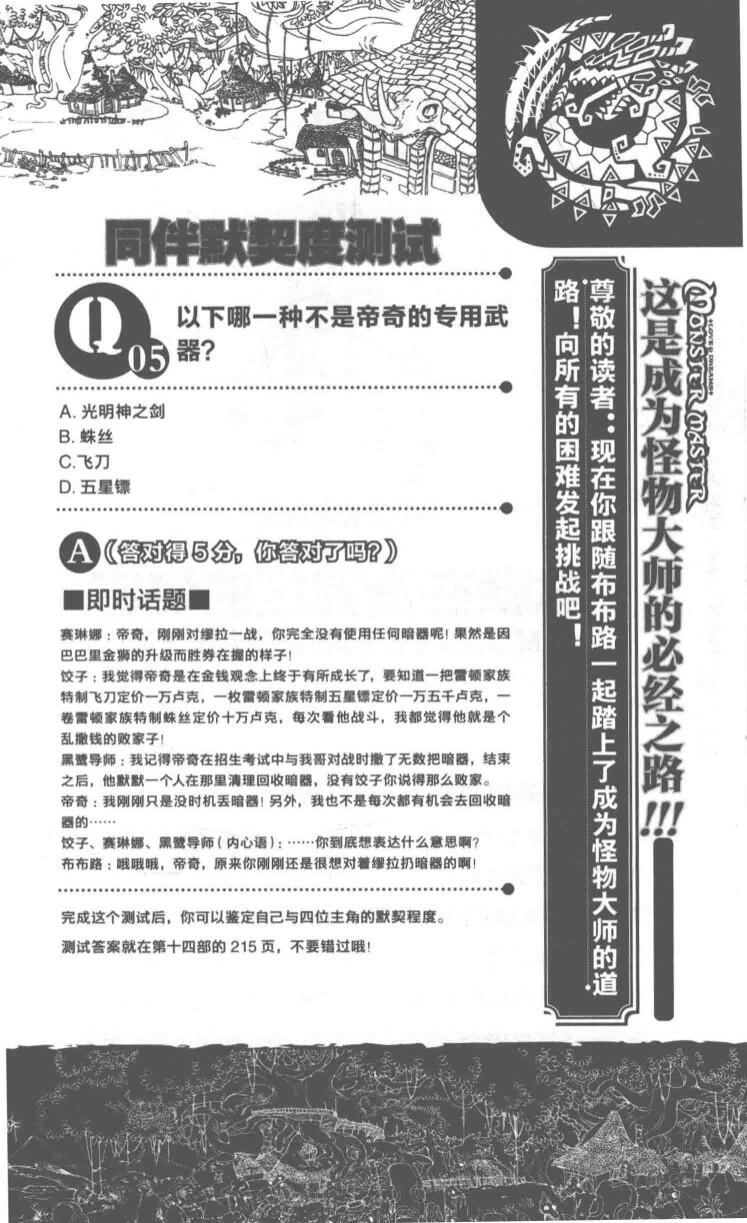 同伴默契度测试
Q05
以下哪一种不是帝奇的专用武
器?
A. 光明神之剑
B. 蛛丝
C.飞刀
D. 五星镖
A(答对得5分,你答对了吗?)
■即时话题■
赛琳娜:帝奇,刚刚对缪拉一战,你完全没有使用任何暗器呢!果然是因
巴巴里金狮的升级而胜券在握的样子!
饺子:我觉得帝奇是在金钱观念上终于有所成长了,要知道一把雷顿家族
特制飞刀定价一万卢克,一枚雷顿家族特制五星镖定价一万五千卢克,一
卷雷顿家族特制蛛丝定价十万卢克,每次看他战斗,我都觉得他就是个
乱撒钱的败家子!
黑鹭导师:我记得帝奇在招生考试中与我哥对战时撒了无数把暗器,结束
之后,他默默一个人在那里清理回收暗器,没有饺子你说得那么败家。
帝奇:我刚刚只是没时机丢暗器!另外,我也不是每次都有机会去回收暗
器的……
饺子、赛琳娜、黑鹭导师(内心语):……你到底想表达什么意思啊?
布布路:哦哦哦,帝奇,原来你刚刚还是很想对着缪拉扔暗器的啊!
完成这个测试后,你可以鉴定自己与四位主角的默契程度。
测试答案就在第十四部的215页,不要错过哦!
MONSTER MASTER
LOVE & DREAMS
这是成为怪物大师的必经之路!!!
尊敬的读者:现在你跟随布布路一起踏上了成为怪物大师的道
路!向所有的困难发起挑战吧!